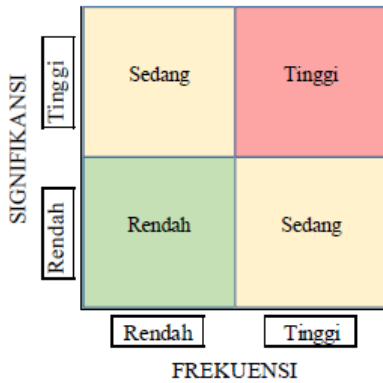 SIGNIFIKANSI
Tinggi
Rendah
Sedang
Tinggi
Rendah
Sedang
Rendah
Tinggi
FREKUENSI